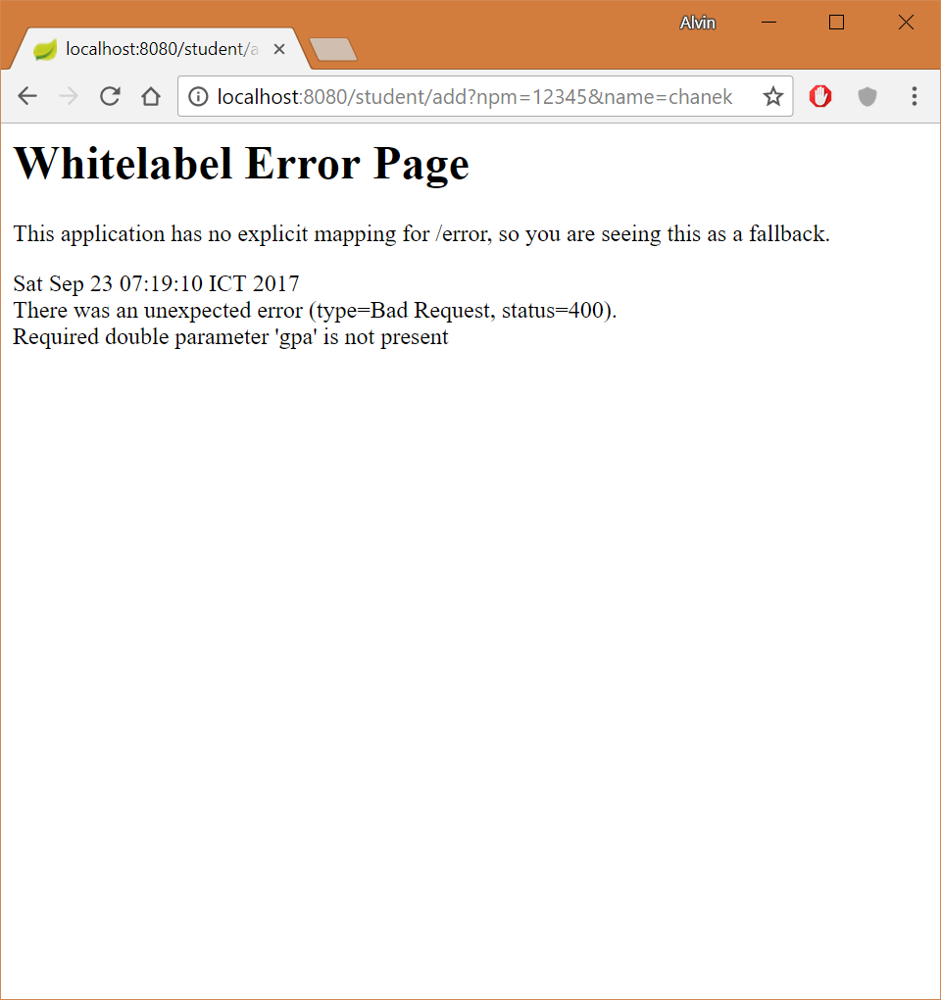 Alvin
localhost:8080/student/a
localhost:8080/student/add?npm=12345&name=chanek
Whitelabel Error Page
This application has no explicit mapping for /error, so you are seeing this as a fallback.
Sat Sep 23 07:19:10 ICT 2017
There was an unexpected error (type=Bad Request, status=400).
Required double parameter 'gpa' is not present